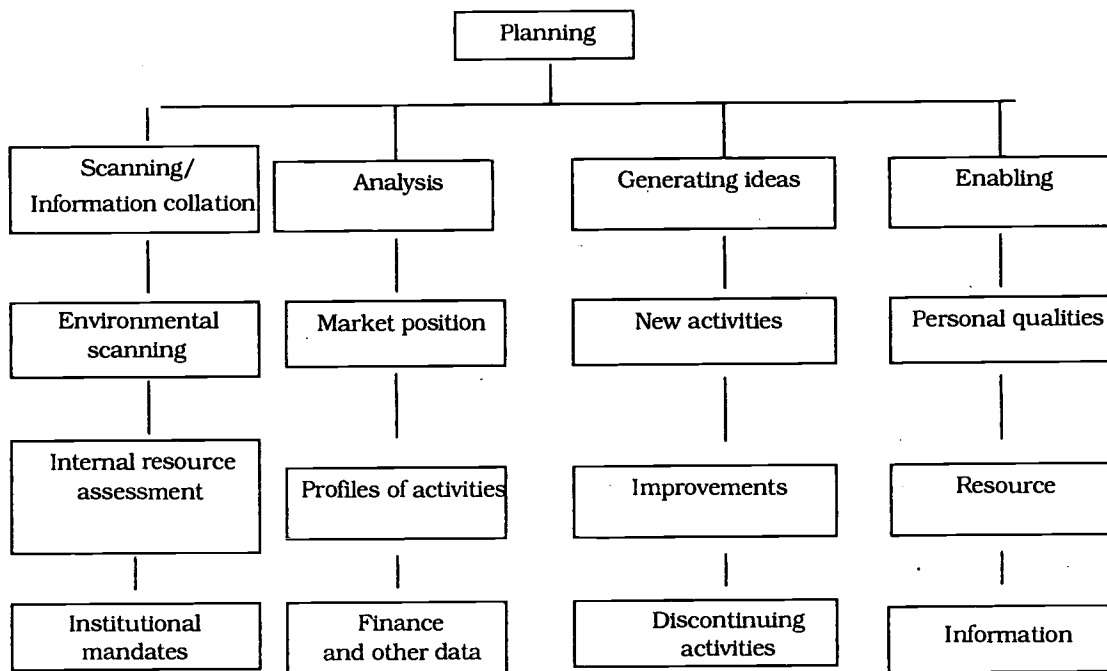 Planning
Scanning/
Information collation
Analysis
Generating ideas
Enabling
Environmental
scanning
Market position
New activities
Personal qualities
Internal resource
assessment
Profiles of activities
Improvements
Resource
Institutional
mandates
Finance
and other data
Discontinuing
activities
Information